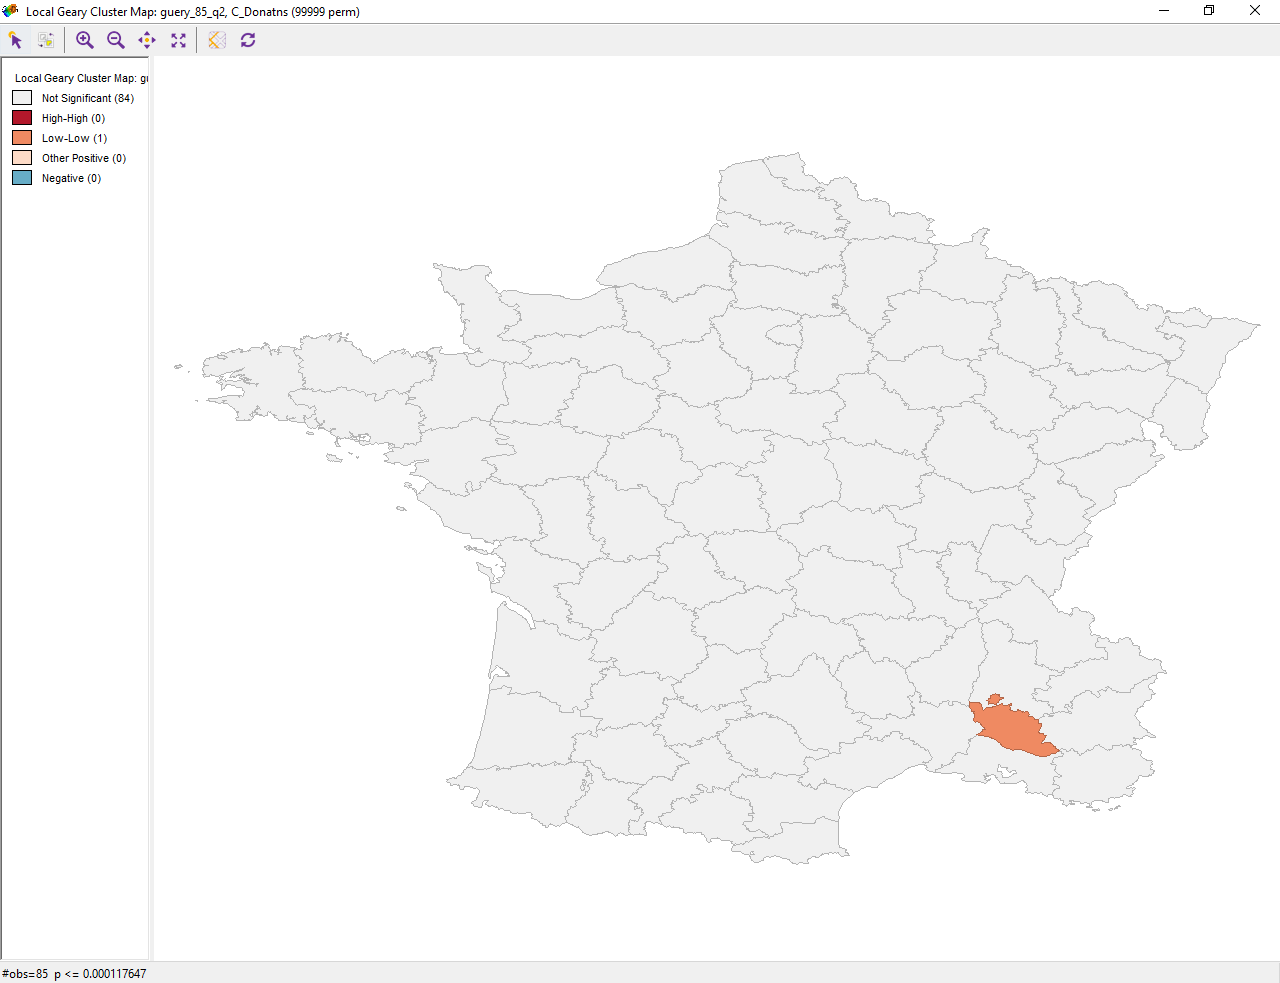 Local Geary Cluster Map: guery_85_q2, C_Donatns (99999 perm)
Local Geary Cluster Map: gu
Not Significant (84)
High-High (0)
Low-Low (1)
Other Positive (0)
Negative (0)
#obs=85 p <= 0.000117647